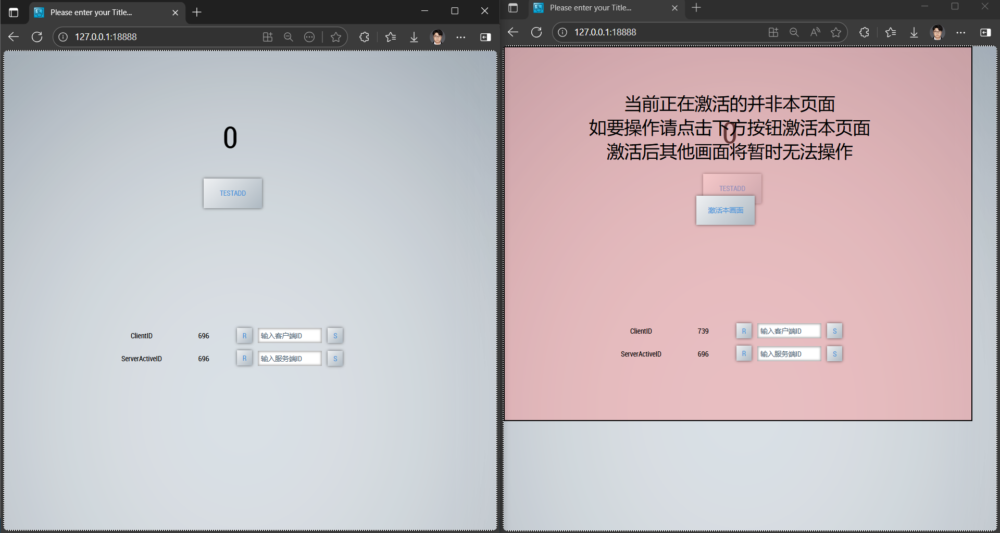 Please enter your Title...
127.0.0.1:18888
0
TESTADD
ClientID 696 R 输入客户端ID S
ServerActiveID 696 R 输入服务端ID S
Please enter your Title...
127.0.0.1:18888
当前正在激活的并非本页面
如要操作请点击下方按钮激活本页面
0
激活后其他画面将暂时无法操作
TESTADD
激活本画面
ClientID 739 R 输入客户端ID S
ServerActiveID 696 R 输入服务端ID S